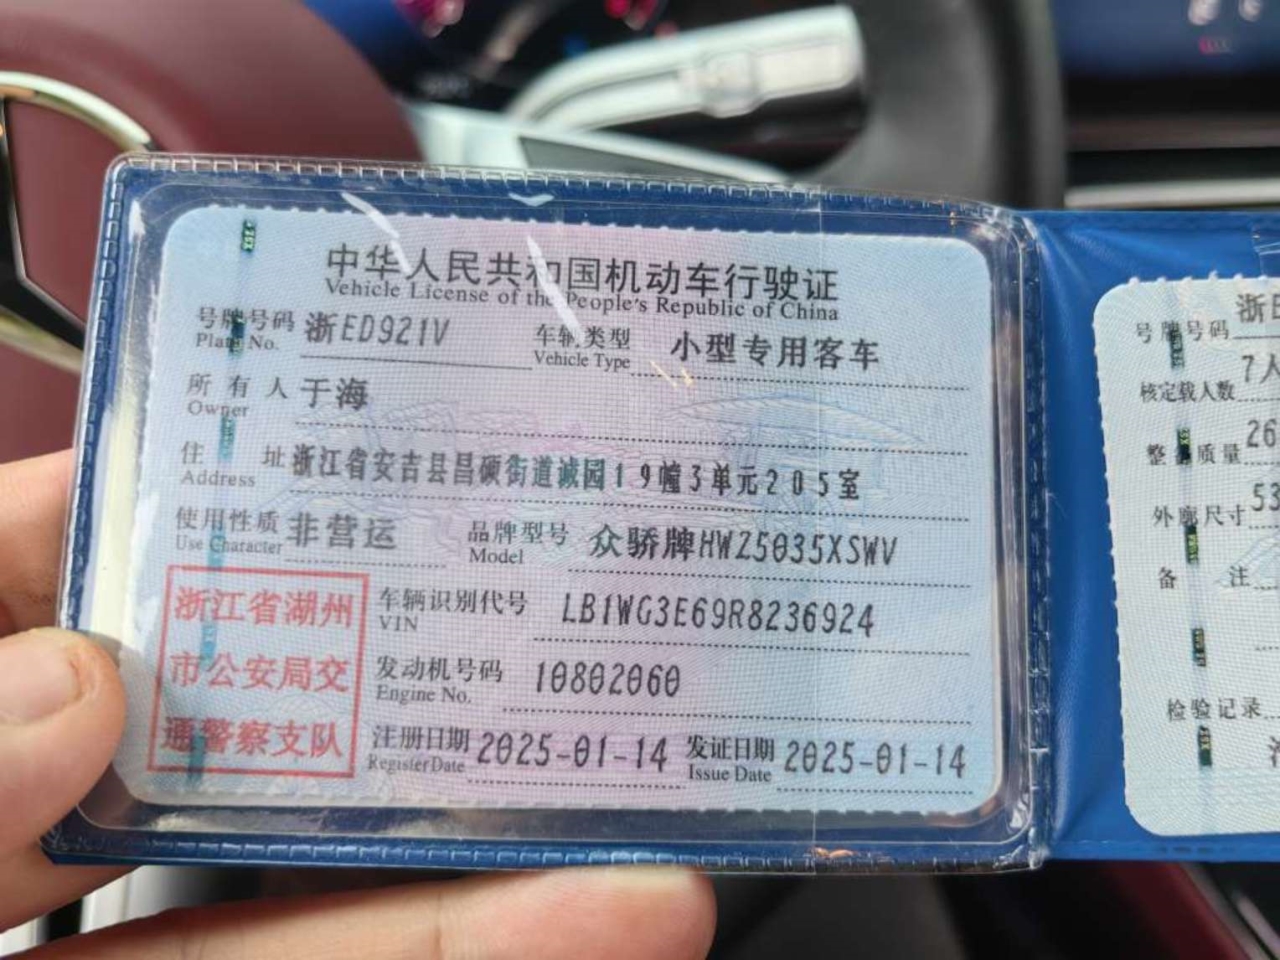 中华人民共和国机动车行驶证
Vehicle License of the People's Republic of China
号牌号码 浙ED921V 车辆类型 小型专用客车
Plate No. Vehicle Type
所有人 于海
Owner
住址 浙江省安吉县昌硕街道诚园19幢3单元205室
Address
使用性质 非营运 品牌型号 众骄牌HWZ5035XSWV
Use Character Model
浙江省湖州
市公安局交
通警察支队
车辆识别代号 LB1WG3E69R8236924
VIN
发动机号码 10802060
Engine No.
注册日期 2025-01-14 发证日期 2025-01-14
Register Date Issue Date
号牌号码 浙E
核定载人数 7人
整备质量 26
外廓尺寸 53
备注
检验记录